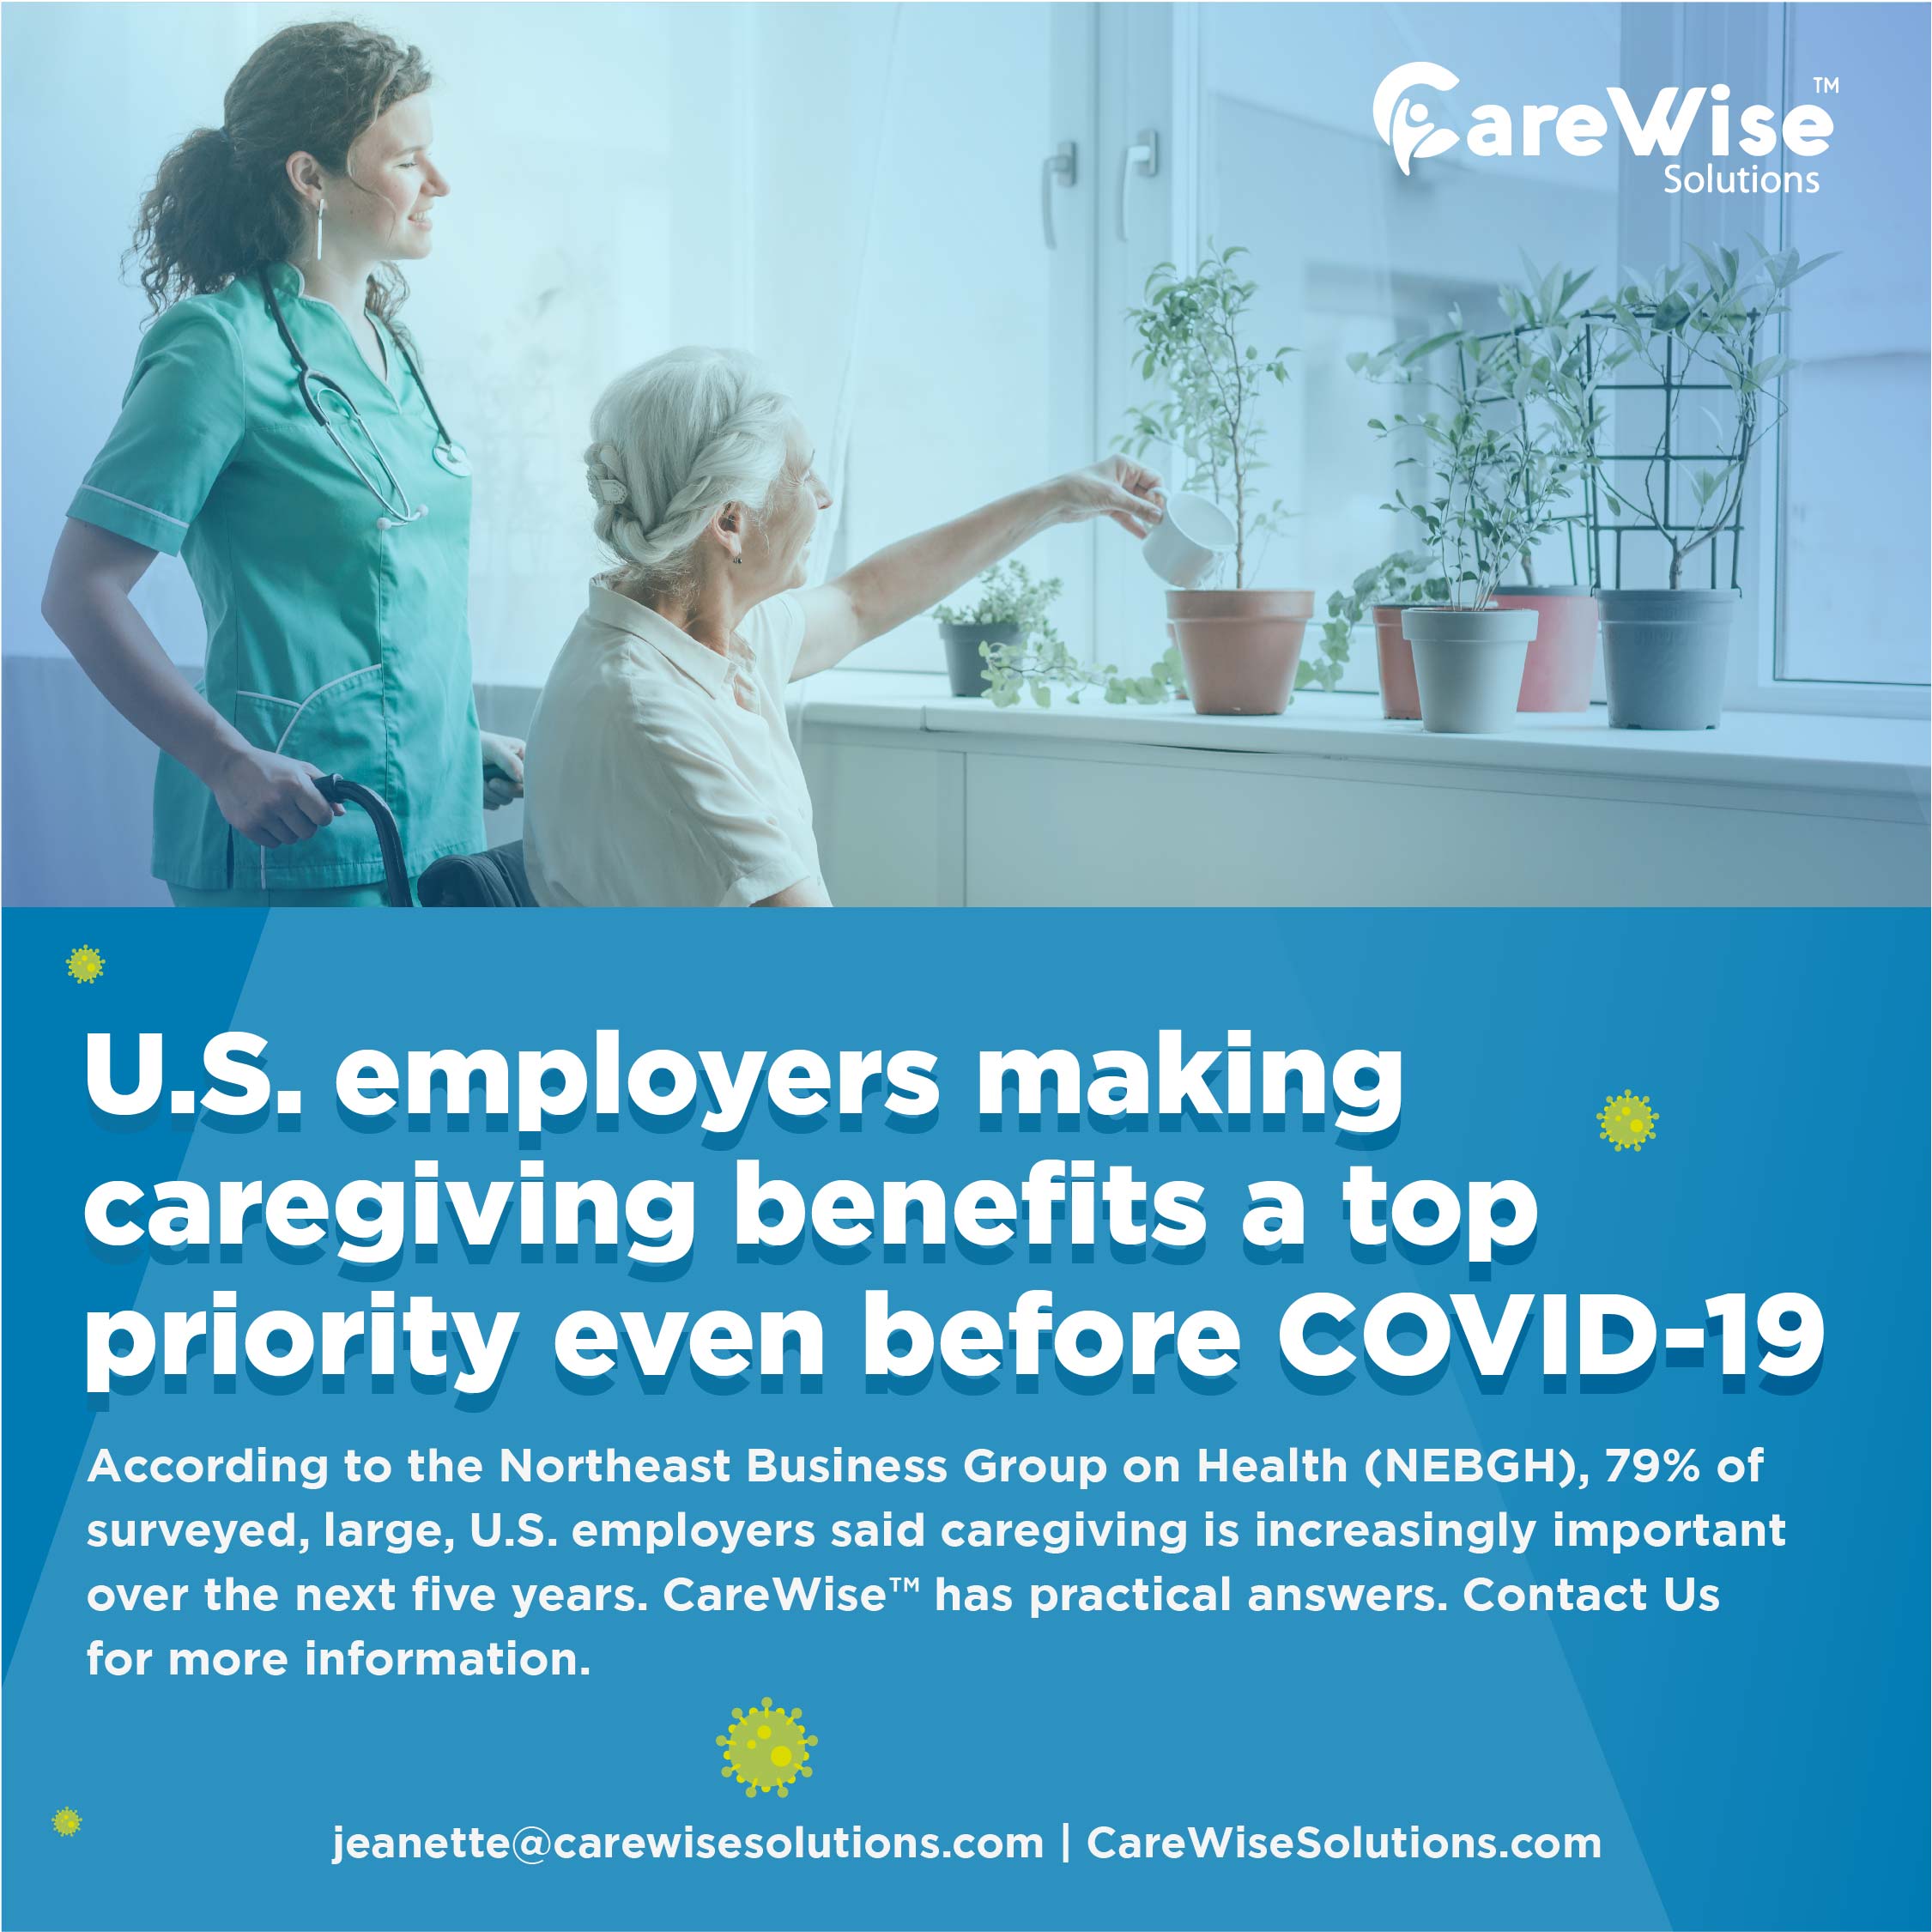 CareWise™
Solutions
U.S. employers making
caregiving benefits a top
priority even before COVID-19
According to the Northeast Business Group on Health (NEBGH), 79% of
surveyed, large, U.S. employers said caregiving is increasingly important
over the next five years. CareWise™ has practical answers. Contact Us
for more information.
jeanette@carewisesolutions.com | CareWiseSolutions.com